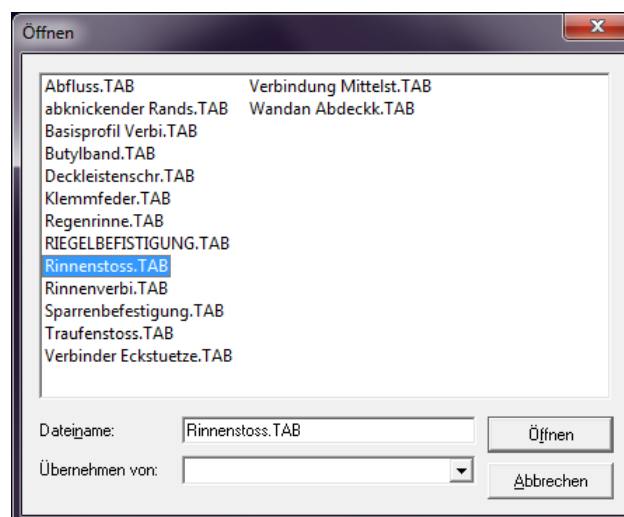 Öffnen
Abfluss.TAB
abknickender Rands.TAB
Basisprofil Verbi.TAB
Butylband.TAB
Deckleistenschr.TAB
Klemmfeder.TAB
Regenrinne.TAB
RIEGELBEFISTIGUNG.TAB
Rinnenstoss.TAB
Rinnenverbi.TAB
Sparrenbefestigung.TAB
Traufenstoss.TAB
Verbinder Eckstuetze.TAB
Verbindung Mittelst.TAB
Wandan Abdeckk.TAB
Dateiname:
Rinnenstoss.TAB
Öffnen
Übernehmen von:
Abbrechen